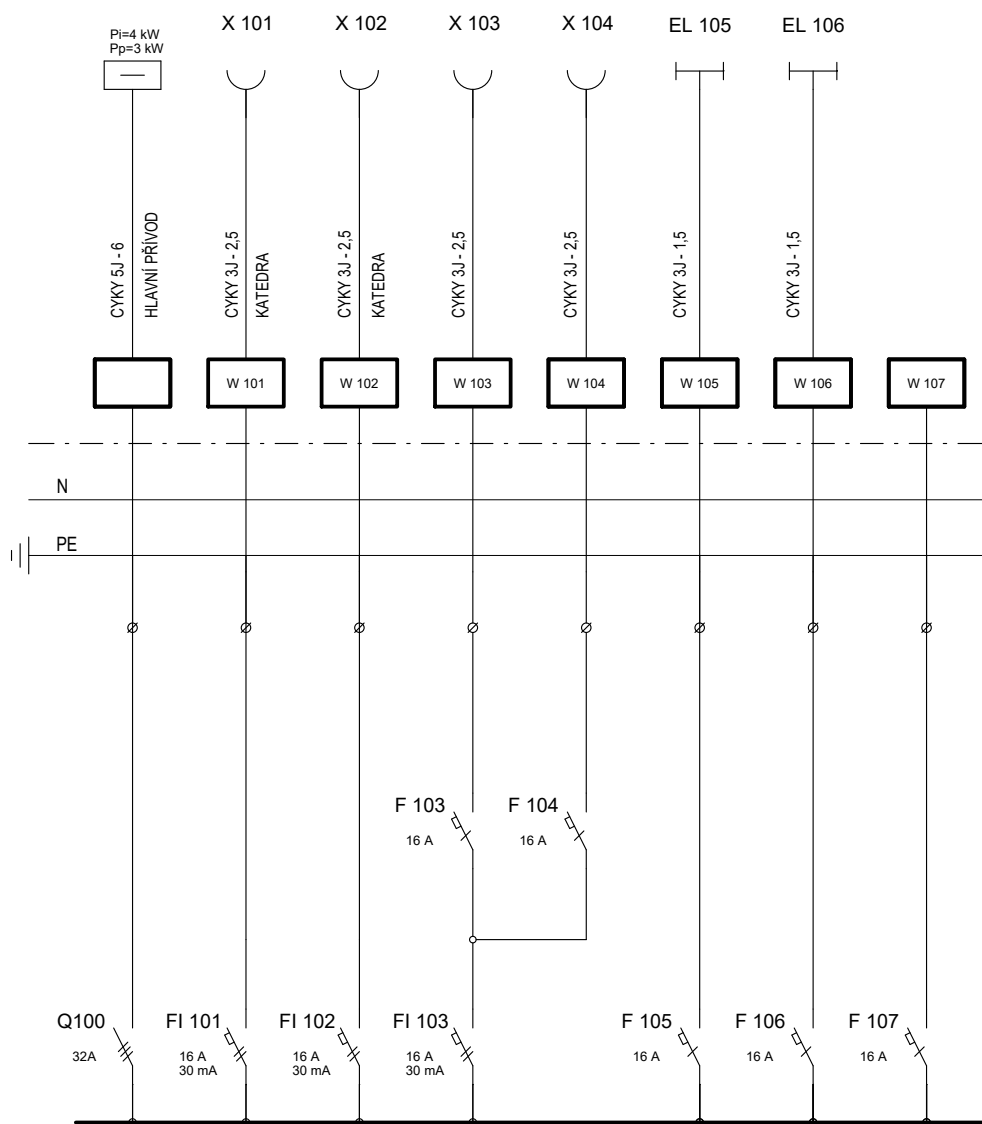 Pi=4 kW
Pp=3 kW
X 101
X 102
X 103
X 104
EL 105
EL 106
CYKY 5J - 6
HLAVNÍ PŘÍVOD
CYKY 3J - 2,5
KATEDRA
CYKY 3J - 2,5
KATEDRA
CYKY 3J - 2,5
CYKY 3J - 2,5
CYKY 3J - 1,5
CYKY 3J - 1,5
W 101
W 102
W 103
W 104
W 105
W 106
W 107
N
PE
F 103
16 A
F 104
16 A
Q100
32A
FI 101
16 A
30 mA
FI 102
16 A
30 mA
FI 103
16 A
30 mA
F 105
16 A
F 106
16 A
F 107
16 A